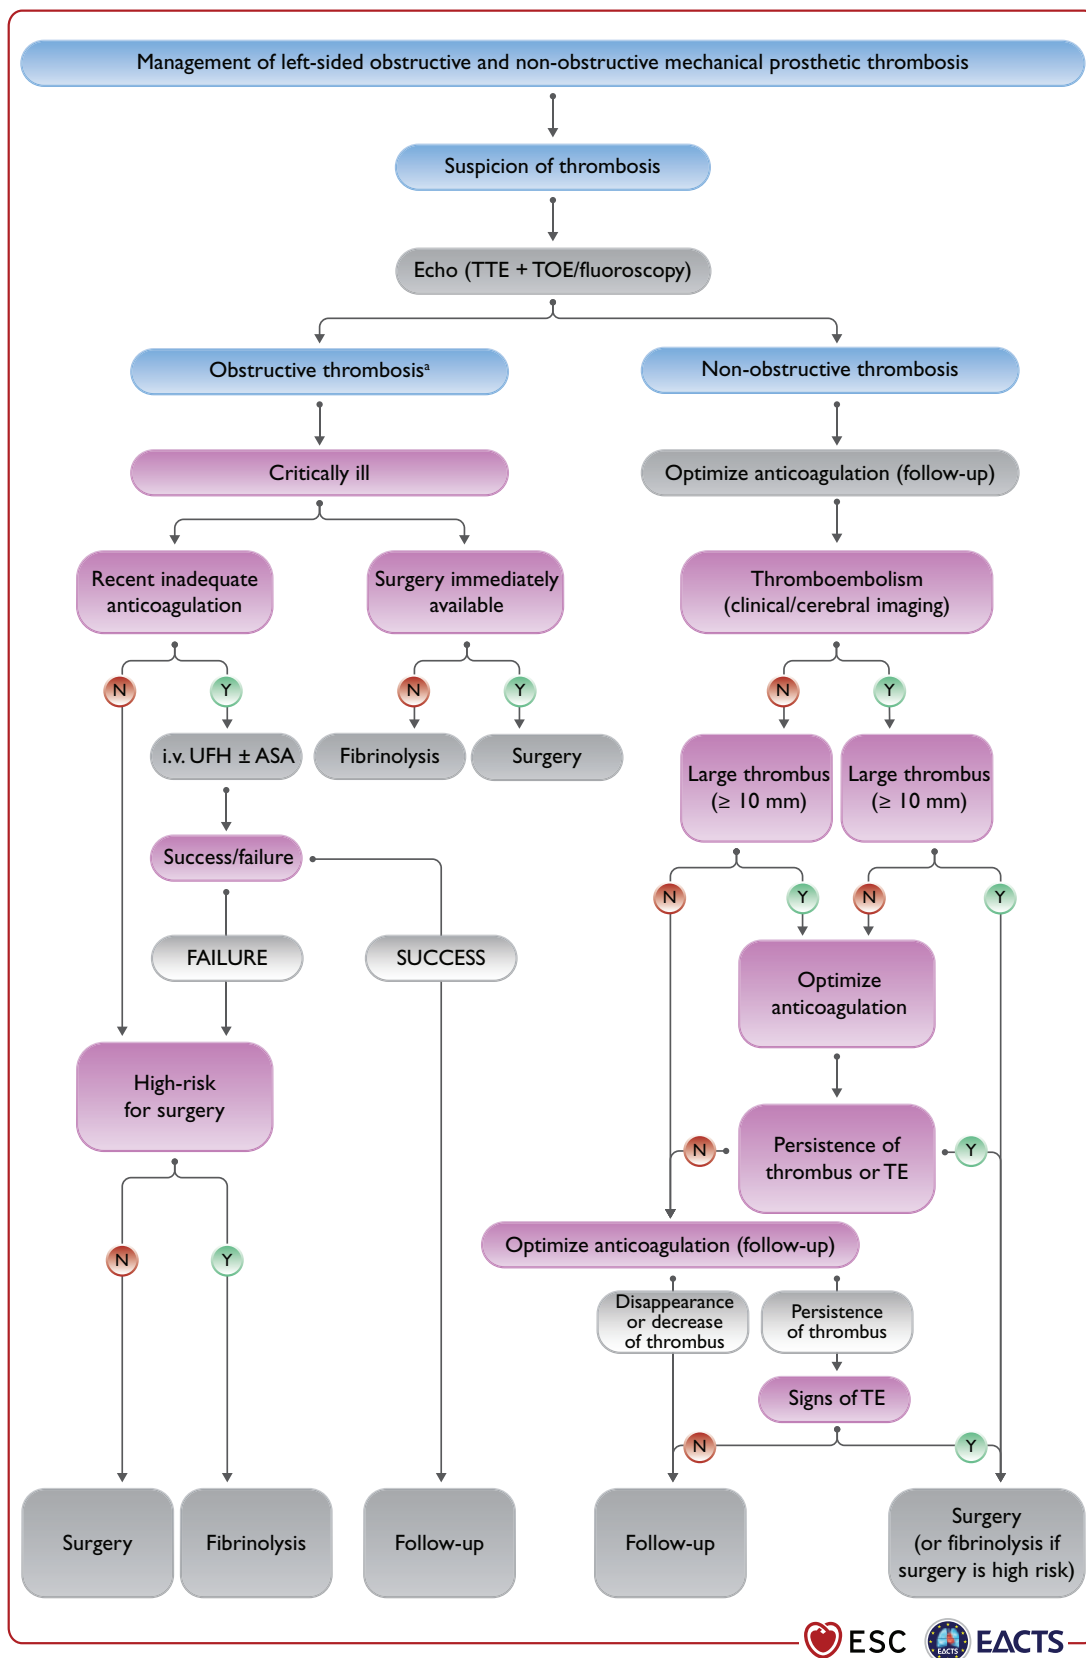 Management of left-sided obstructive and non-obstructive mechanical prosthetic thrombosis
Suspicion of thrombosis
Echo (TTE + TOE/fluoroscopy)
Obstructive thrombosisᵃ
Non-obstructive thrombosis
Critically ill
Optimize anticoagulation (follow-up)
Recent inadequate
anticoagulation
Surgery immediately
available
Thromboembolism
(clinical/cerebral imaging)
N
Y
N
Y
N
Y
i.v. UFH ± ASA
Fibrinolysis
Surgery
Large thrombus
(≥ 10 mm)
Large thrombus
(≥ 10 mm)
Success/failure
N
Y
N
Y
FAILURE
SUCCESS
Optimize
anticoagulation
High-risk
for surgery
N
Persistence of
thrombus or TE
Y
Optimize anticoagulation (follow-up)
N
Y
Disappearance
or decrease
of thrombus
Persistence
of thrombus
Signs of TE
N
Y
Surgery
Fibrinolysis
Follow-up
Follow-up
Surgery
(or fibrinolysis if
surgery is high risk)
ESC
EACTS
EACTS